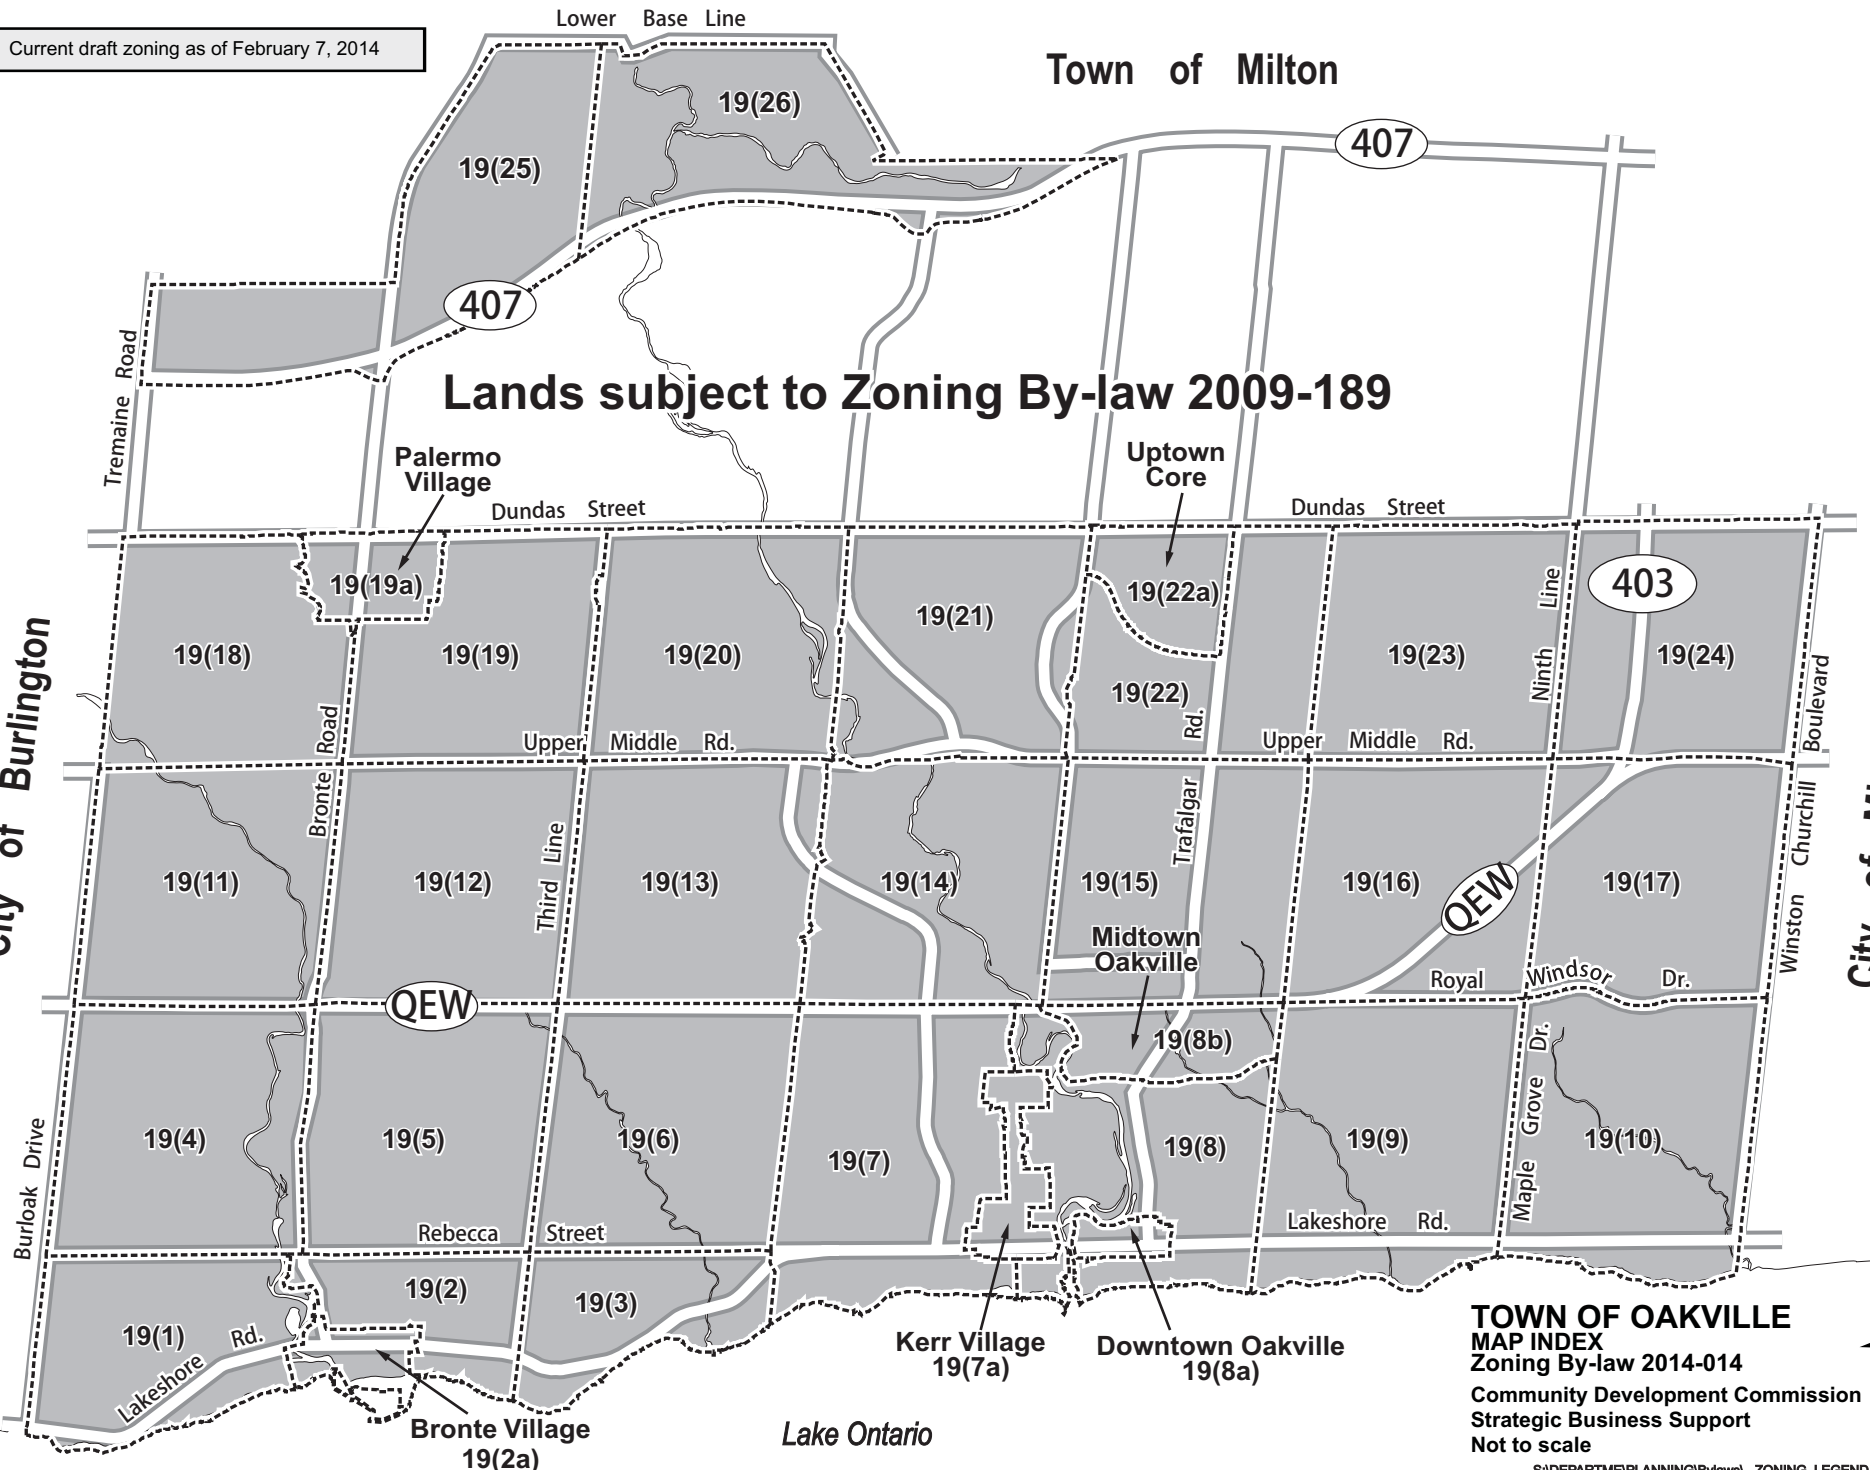 Lower Base Line
Current draft zoning as of February 7, 2014
Town of Milton
19(26)
407
19(25)
407
Tremaine Road
Lands subject to Zoning By-law 2009-189
Palermo
Village
Uptown
Core
Dundas Street
Dundas Street
19(19a)
19(22a)
403
19(21)
Ninth Line
19(18)
19(19)
19(20)
19(22)
19(23)
19(24)
City of Burlington
Bronte Road
Upper Middle Rd.
Trafalgar Rd.
Upper Middle Rd.
Winston Churchill Boulevard
19(11)
19(12)
Third Line
19(13)
19(14)
19(15)
19(16)
QEW
19(17)
Midtown
Oakville
City of
Royal Windsor Dr.
QEW
19(8b)
Burloak Drive
19(4)
19(5)
19(6)
19(7)
19(8)
19(9)
Maple Grove Dr.
19(10)
Rebecca Street
Lakeshore Rd.
19(1)
19(2)
19(3)
Lakeshore Rd.
Kerr Village
19(7a)
Downtown Oakville
19(8a)
Bronte Village
19(2a)
Lake Ontario
TOWN OF OAKVILLE
MAP INDEX
Zoning By-law 2014-014
Community Development Commission
Strategic Business Support
Not to scale